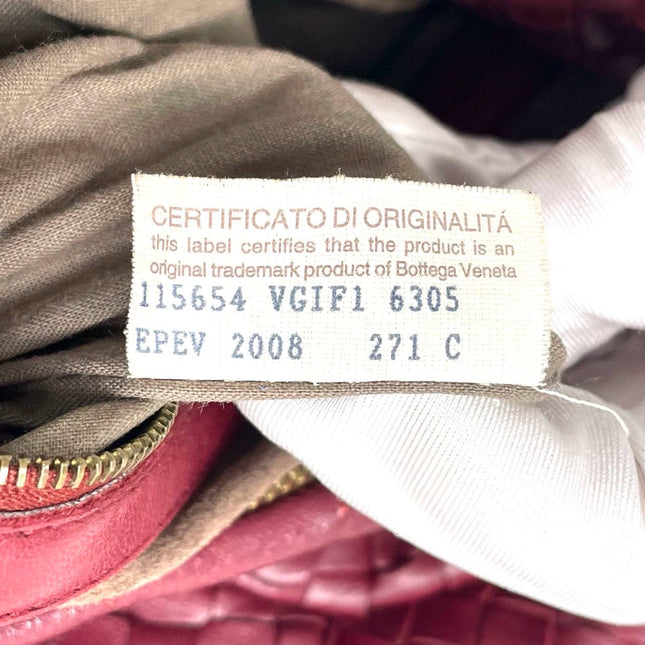 CERTIFICATO DI ORIGINALITÁ
this label certifies that the product is an
original trademark product of Bottega Veneta
115654 VGIF1 6305
EPEV 2008 271 C